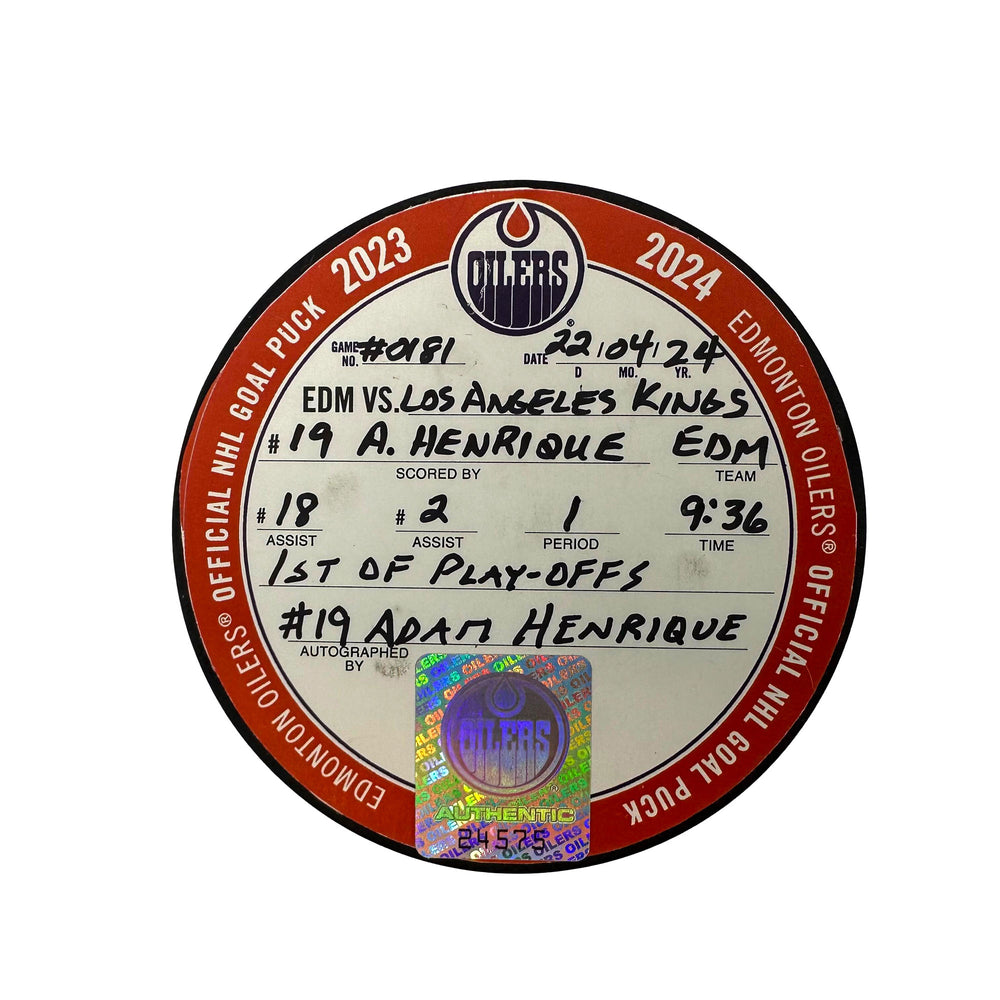 2023 2024
EDMONTON OILERS® OFFICIAL NHL GOAL PUCK
EDMONTON OILERS® OFFICIAL NHL GOAL PUCK
OILERS
GAME NO. #0181 DATE 22 / 04 / 24
D MO. YR.
EDM VS. LOS ANGELES KINGS
#19 A. HENRIQUE EDM
SCORED BY TEAM
#18 #2 1 9:36
ASSIST ASSIST PERIOD TIME
1ST OF PLAY-OFFS
#19 ADAM HENRIQUE
AUTOGRAPHED BY
OILERS
AUTHENTIC
24575